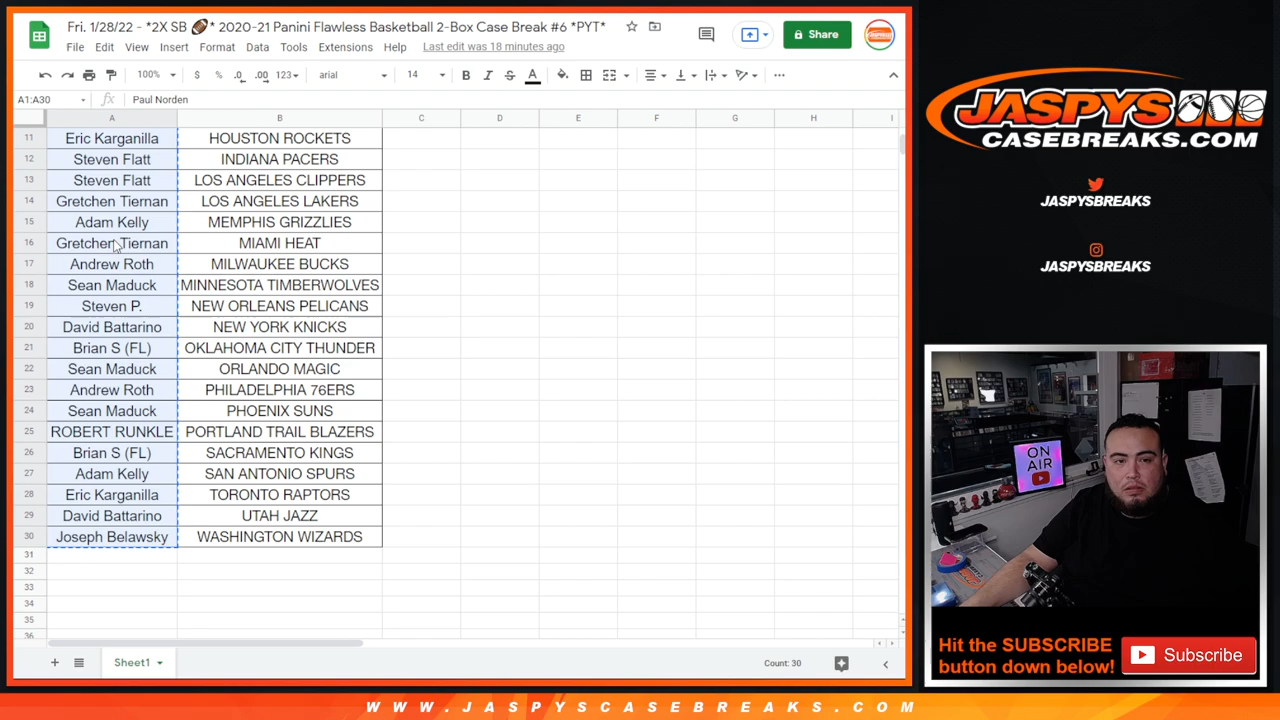 Fri. 1/28/22 - *2X SB 🏈* 2020-21 Panini Flawless Basketball 2-Box Case Break #6 *PYT*
File Edit View Insert Format Data Tools Extensions Help Last edit was 18 minutes ago
Share
100% $ % .0 .00 123 arial 14 B I S A
A1:A30 fx Paul Norden
A B C D E F G H I
11 Eric Karganilla HOUSTON ROCKETS
12 Steven Flatt INDIANA PACERS
13 Steven Flatt LOS ANGELES CLIPPERS
14 Gretchen Tiernan LOS ANGELES LAKERS
15 Adam Kelly MEMPHIS GRIZZLIES
16 Gretchen Tiernan MIAMI HEAT
17 Andrew Roth MILWAUKEE BUCKS
18 Sean Maduck MINNESOTA TIMBERWOLVES
19 Steven P. NEW ORLEANS PELICANS
20 David Battarino NEW YORK KNICKS
21 Brian S (FL) OKLAHOMA CITY THUNDER
22 Sean Maduck ORLANDO MAGIC
23 Andrew Roth PHILADELPHIA 76ERS
24 Sean Maduck PHOENIX SUNS
25 ROBERT RUNKLE PORTLAND TRAIL BLAZERS
26 Brian S (FL) SACRAMENTO KINGS
27 Adam Kelly SAN ANTONIO SPURS
28 Eric Karganilla TORONTO RAPTORS
29 David Battarino UTAH JAZZ
30 Joseph Belawsky WASHINGTON WIZARDS
31
32
33
34
35
36
Sheet1
Count: 30
JASPYS
CASEBREAKS.COM
JASPYSBREAKS
JASPYSBREAKS
ON
AIR
Hit the SUBSCRIBE
button down below!
Subscribe
WWW.JASPYSCASEBREAKS.COM